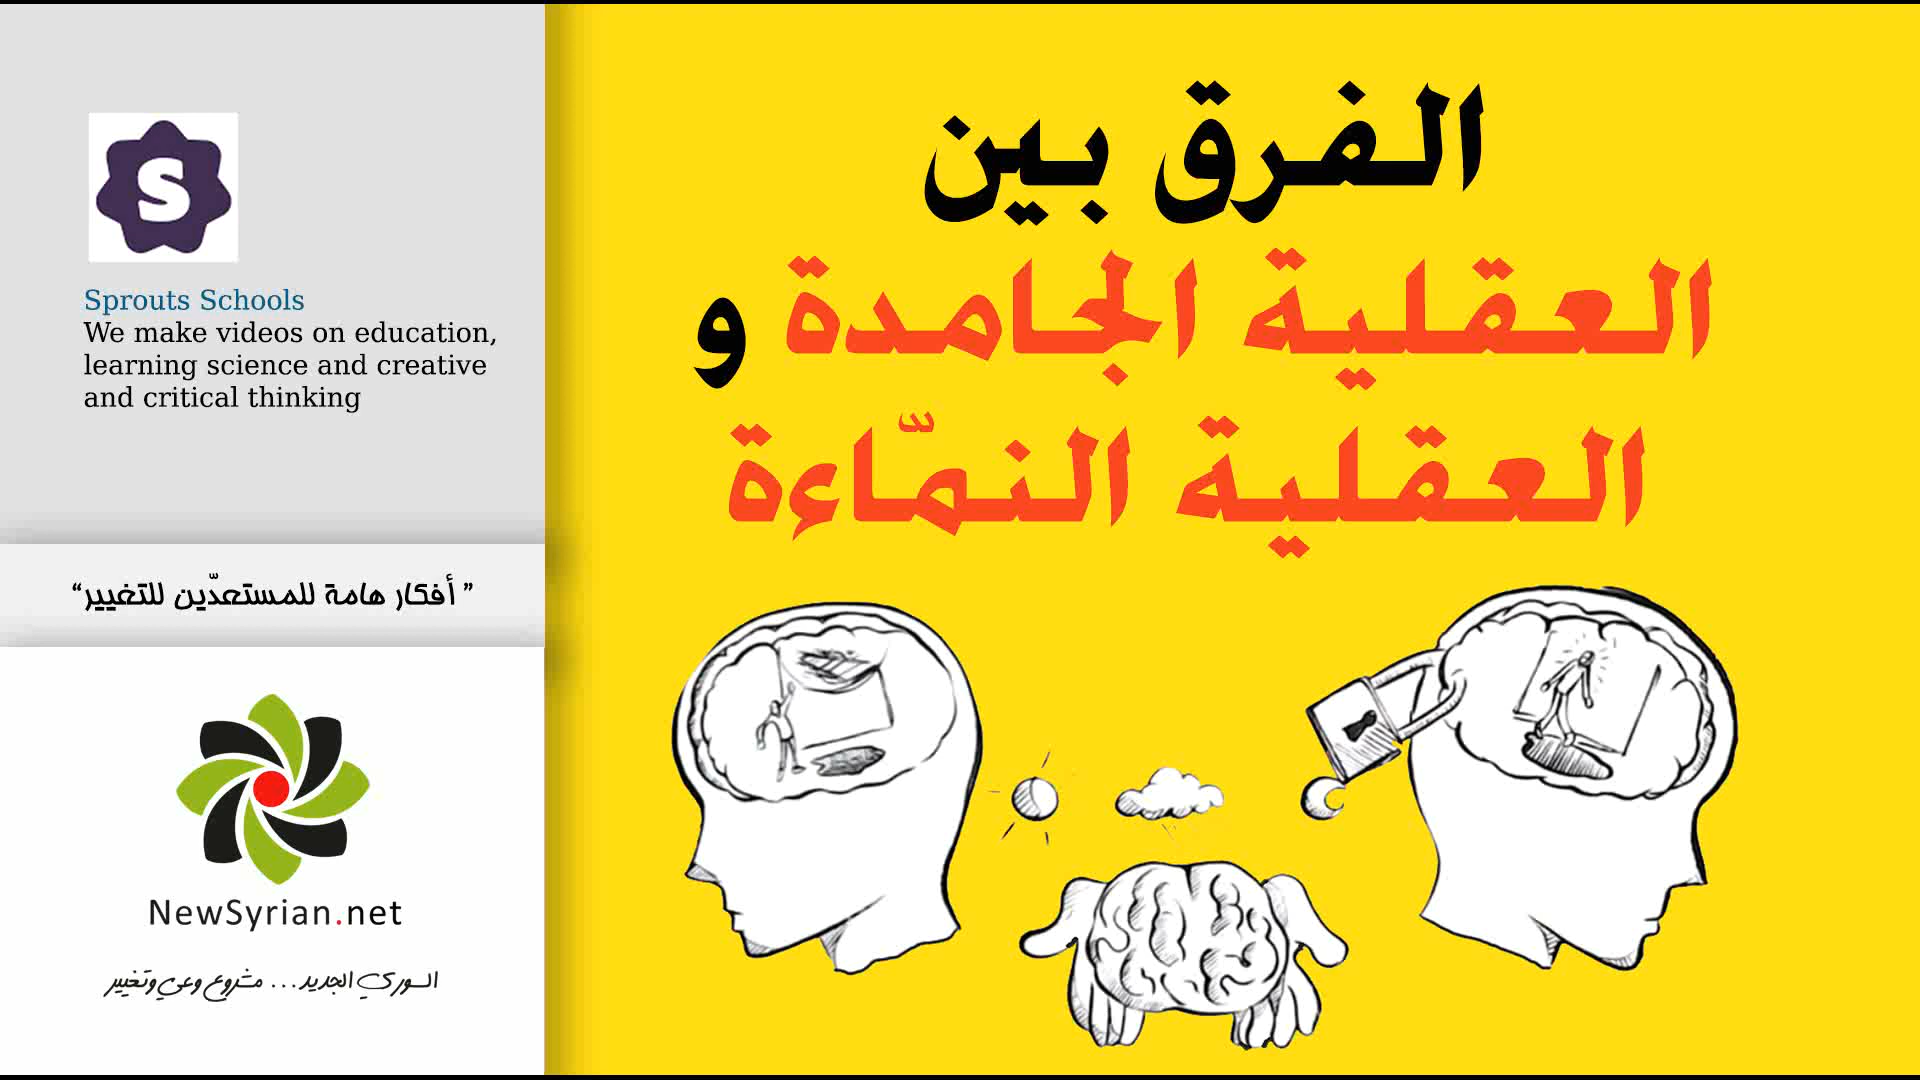 S
Sprouts Schools
We make videos on education,
learning science and creative
and critical thinking
” أفكار هامة للمستعدّين للتغيير“
NewSyrian.net
السوري الجديد... مشروع وعي وتغيير
الفرق بين
العقلية الجامدة و
العقلية النمّاءة